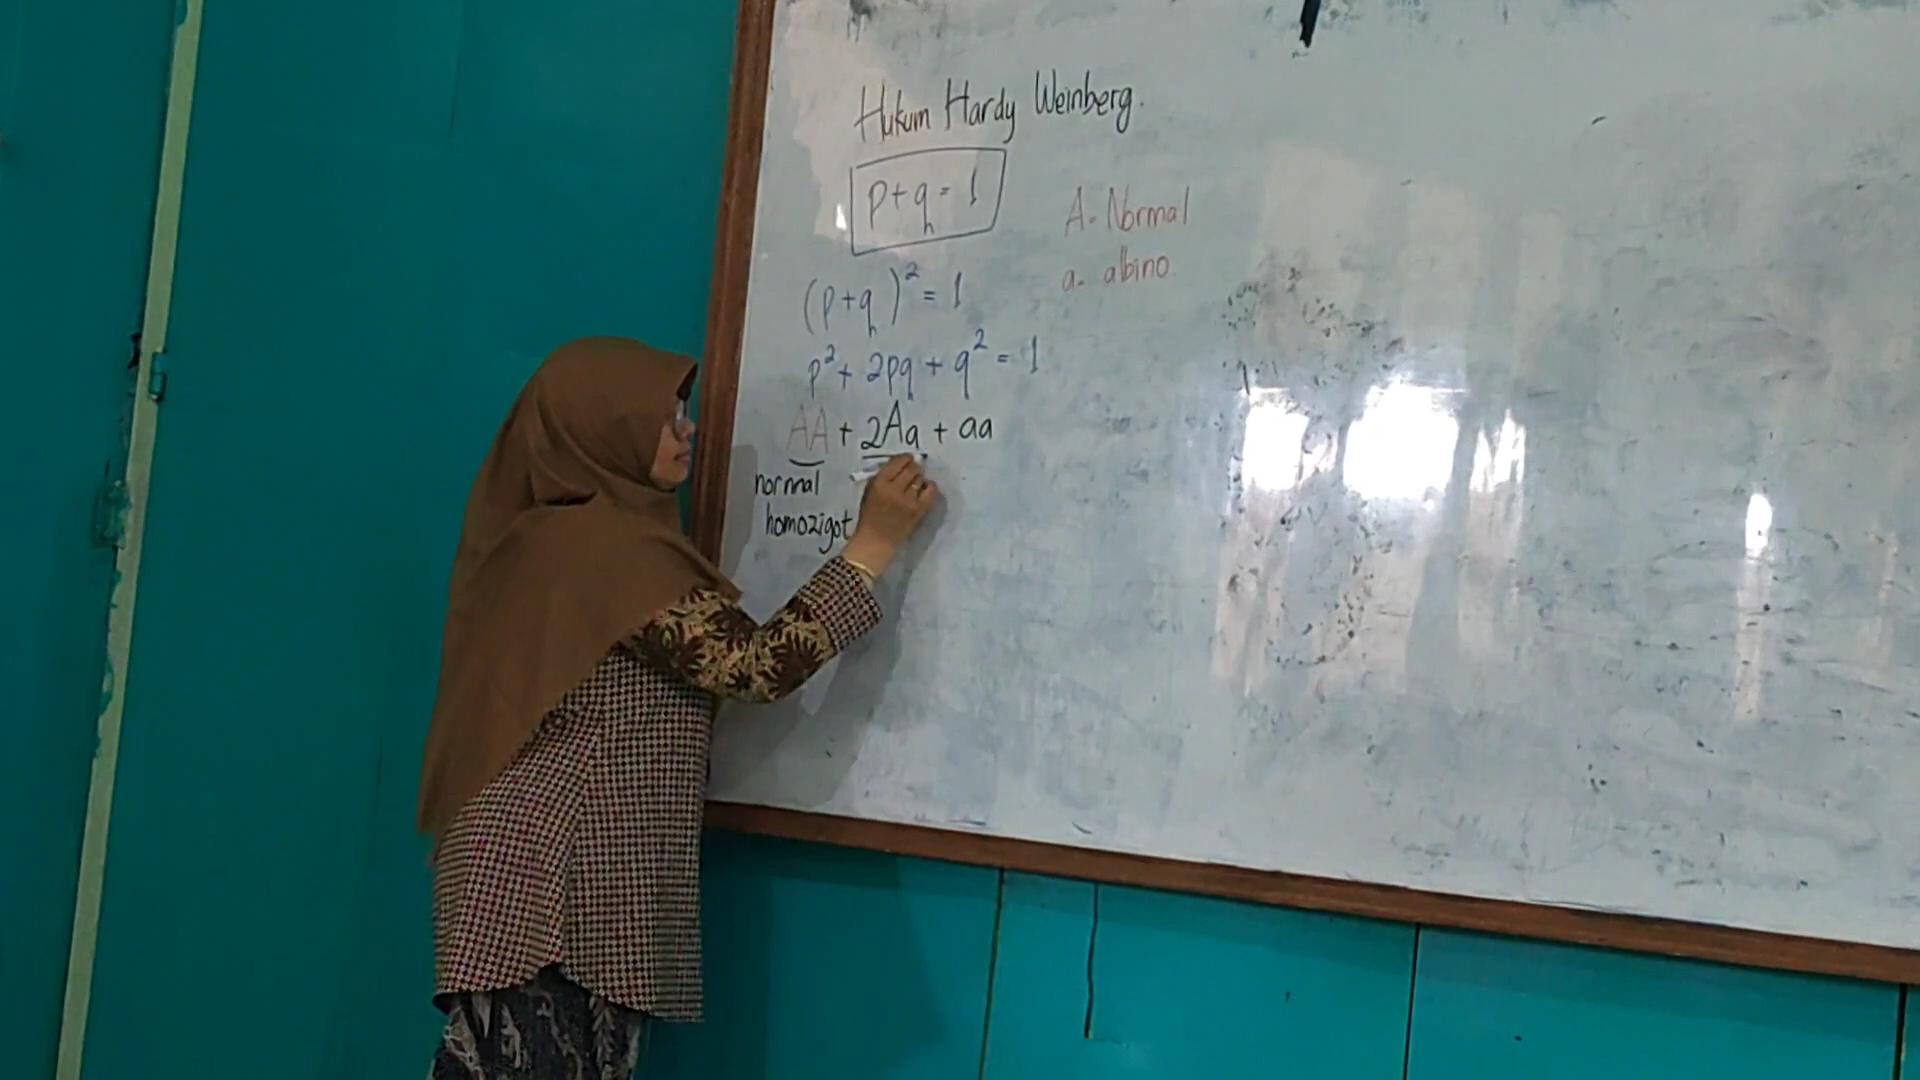 Hukum Hardy Weinberg.
p+q = 1
A = Normal
a = albino
(p+q)² = 1
p² + 2pq + q² = 1
AA + 2Aa + aa
normal
homozigot